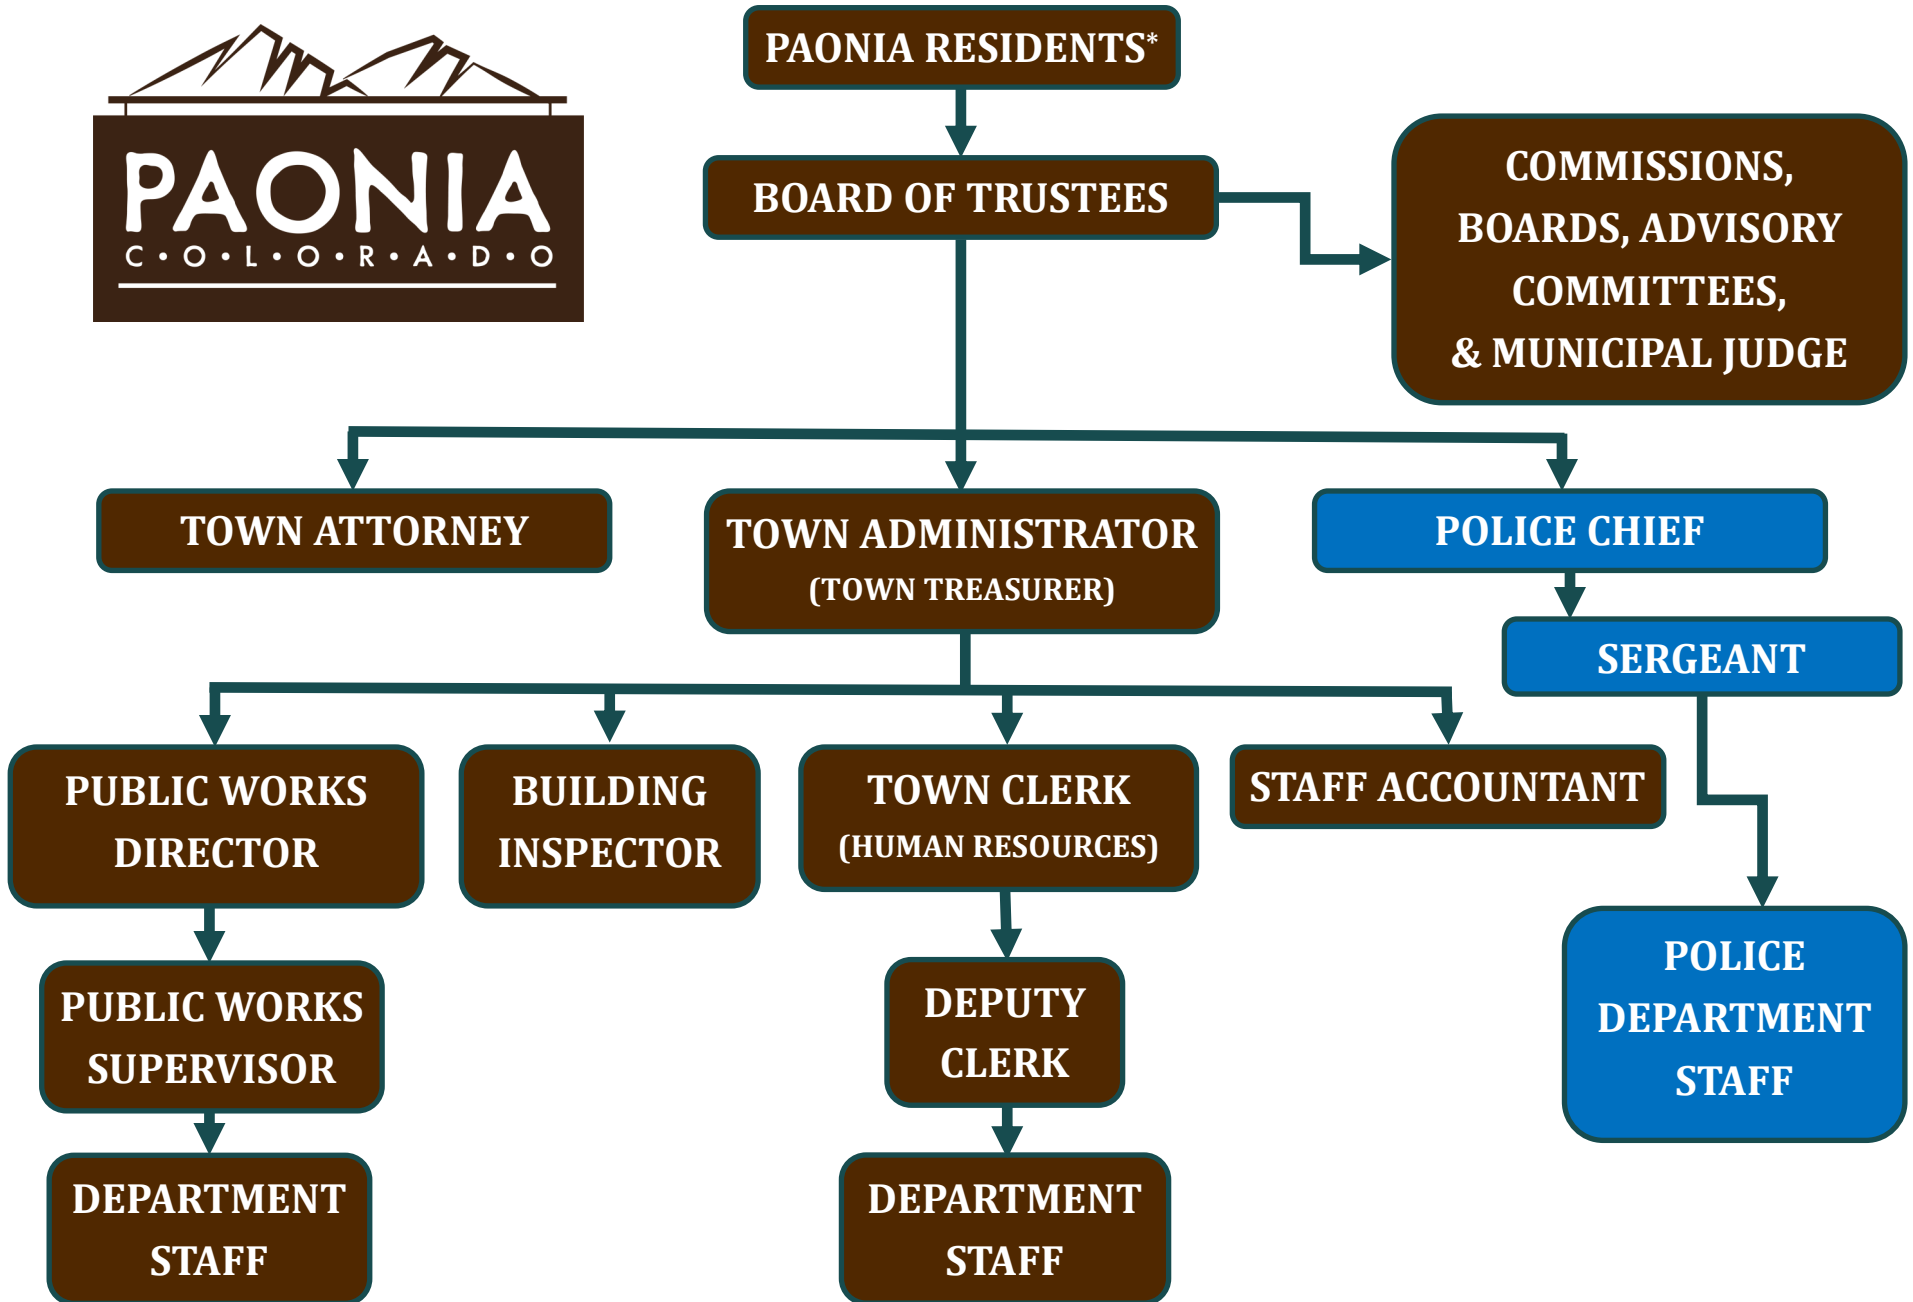 PAONIA
C•O•L•O•R•A•D•O
PAONIA RESIDENTS*
BOARD OF TRUSTEES
COMMISSIONS,
BOARDS, ADVISORY
COMMITTEES,
& MUNICIPAL JUDGE
TOWN ATTORNEY
TOWN ADMINISTRATOR
(TOWN TREASURER)
POLICE CHIEF
SERGEANT
PUBLIC WORKS
DIRECTOR
BUILDING
INSPECTOR
TOWN CLERK
(HUMAN RESOURCES)
STAFF ACCOUNTANT
PUBLIC WORKS
SUPERVISOR
DEPUTY
CLERK
POLICE
DEPARTMENT
STAFF
DEPARTMENT
STAFF
DEPARTMENT
STAFF